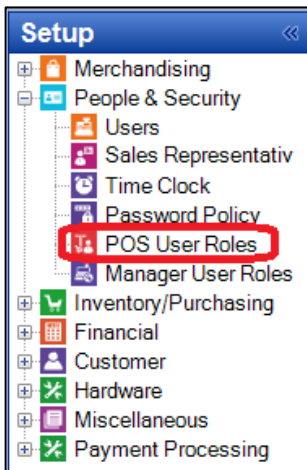 Setup «
Merchandising
People & Security
Users
Sales Representativ
Time Clock
Password Policy
POS User Roles
Manager User Roles
Inventory/Purchasing
Financial
Customer
Hardware
Miscellaneous
Payment Processing